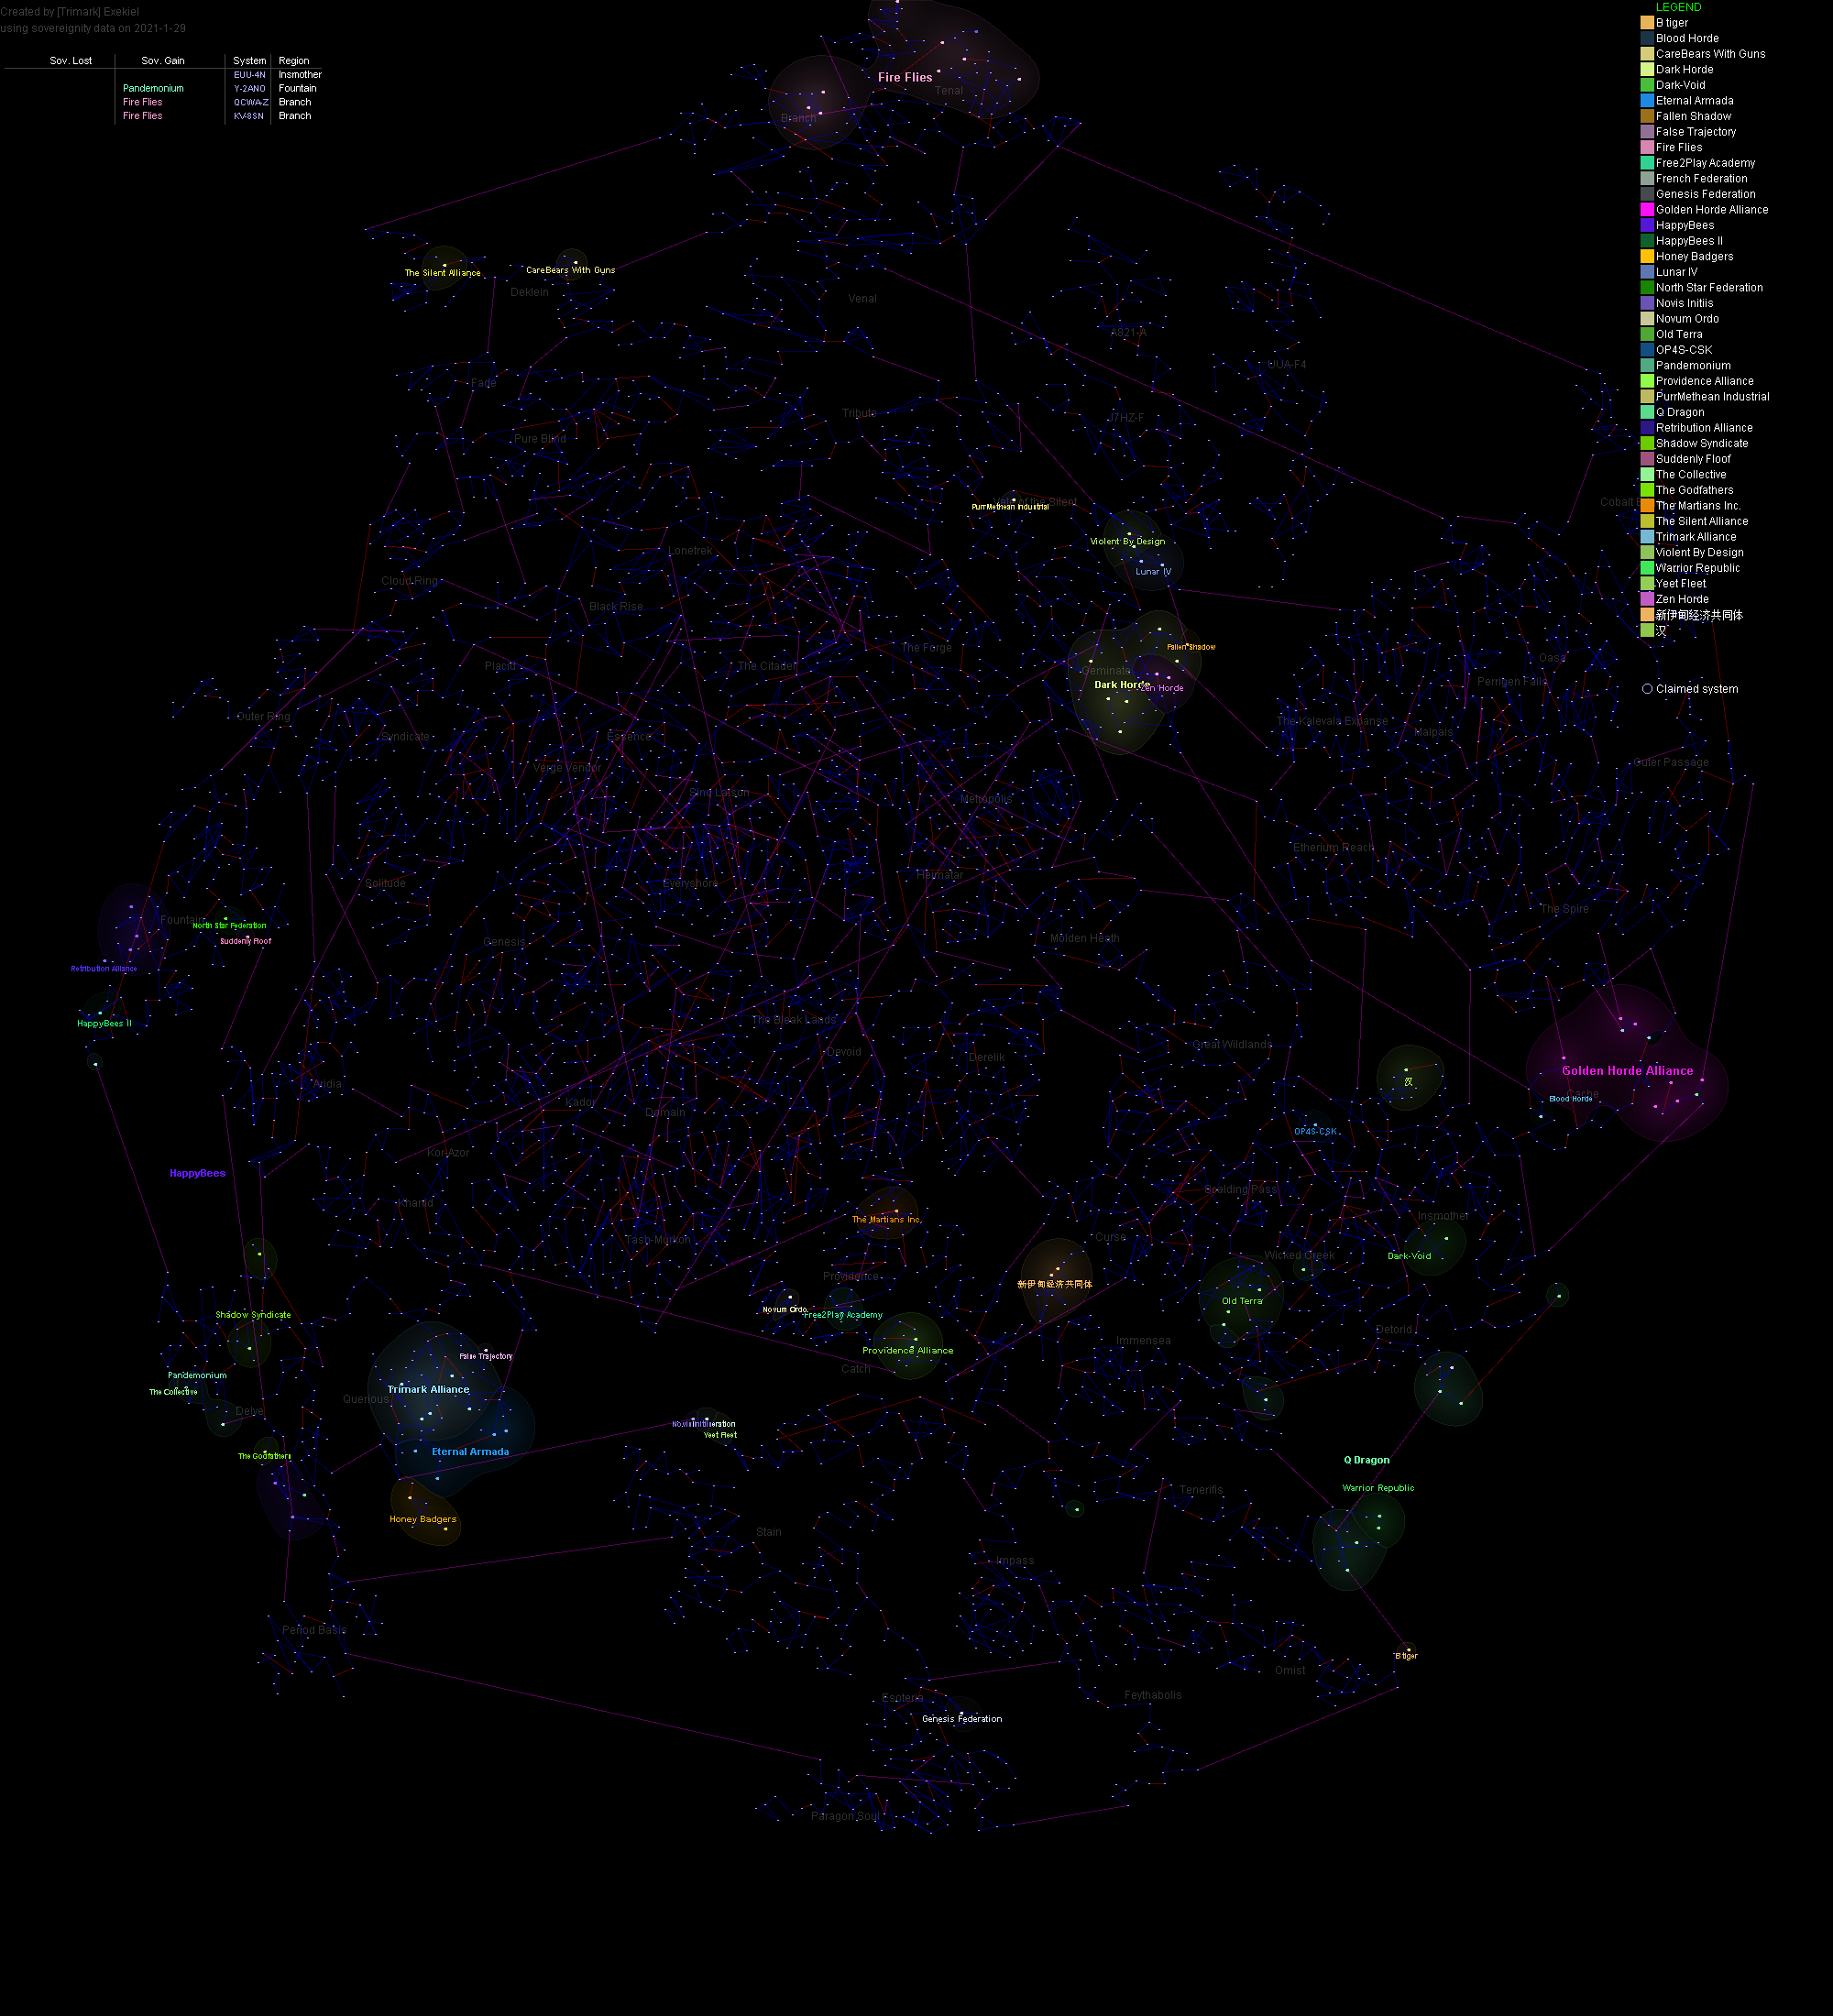 Created by [Trimark] Exekiel
using sovereignity data on 2021-1-29
Sov. Lost Sov. Gain System Region
EUU-4N Insmother
Pandemonium Y-2ANO Fountain
Fire Flies QCWA-Z Branch
Fire Flies KV-8SN Branch
LEGEND
B tiger
Blood Horde
CareBears With Guns
Dark Horde
Dark-Void
Eternal Armada
Fallen Shadow
False Trajectory
Fire Flies
Free2Play Academy
French Federation
Genesis Federation
Golden Horde Alliance
HappyBees
HappyBees II
Honey Badgers
Lunar IV
North Star Federation
Novis Initiis
Novum Ordo
Old Terra
OP4S-CSK
Pandemonium
Providence Alliance
PurrMethean Industrial
Q Dragon
Retribution Alliance
Shadow Syndicate
Suddenly Floof
The Collective
The Godfathers
The Martians Inc.
The Silent Alliance
Trimark Alliance
Violent By Design
Warrior Republic
Yeet Fleet
Zen Horde
新伊甸经济共同体
汉
Claimed system
Fire Flies
Tenal
Branch
The Silent Alliance
CareBears With Guns
Deklein
Venal
A821-A
UUA-F4
Fade
Tribute
J7HZ-F
Pure Blind
Vale of the Silent
PurrMethean Industrial
Cobalt
Violent By Design
Lonetrek
Lunar IV
Cloud Ring
Black Rise
The Forge
Fallen Shadow
Placid
The Citadel
Geminate
Dark Horde
Zen Horde
Oasa
Perrigen Falls
Outer Ring
The Kalevala Expanse
Malpais
Syndicate
Essence
Verge Vendor
Outer Passage
Sinq Laison
Metropolis
Etherium Reach
Solitude
Everyshore
Heimatar
The Spire
Fountain
North Star Federation
Suddenly Floof
Genesis
Molden Heath
Retribution Alliance
HappyBees II
The Bleak Lands
Great Wildlands
Devoid
Derelik
Golden Horde Alliance
汉
Aridia
Cache
Blood Horde
Kador
Domain
OP4S-CSK
Kor-Azor
HappyBees
Khanid
Scalding Pass
The Martians Inc.
Insmother
Tash-Murkon
Curse
Wicked Creek
Dark-Void
Providence
新伊甸经济共同体
Novum Ordo
Free2Play Academy
Old Terra
Shadow Syndicate
Detorid
Immensea
Providence Alliance
False Trajectory
Catch
Pandemonium
Trimark Alliance
The Collective
Querious
Delve
Yeet Fleet
Eternal Armada
The Godfathers
Q Dragon
Warrior Republic
Tenerifis
Honey Badgers
Stain
Impass
Period Basis
B tiger
Omist
Feythabolis
Esoteria
Genesis Federation
Paragon Soul